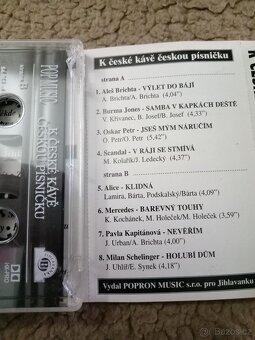 K české kávě českou písničku
strana A
1. Aleš Brichta - VÝLET DO BÁJÍ
A. Brichta/A. Brichta (4,04")
2. Burma Jones - SAMBA V KAPKÁCH DEŠTĚ
V. Křivanec, B. Josef/B. Josef (4,33")
3. Oskar Petr - JSEŠ MÝM NÁRUČÍM
O. Petr/O. Petr (5,42")
4. Scandal - V RÁJI SE STMÍVÁ
M. Kolařík/J. Ledecký (4,37")
strana B
5. Alice - KLIDNÁ
Lamira, Bárta, Podskalský/Bárta (4,09")
6. Mercedes - BAREVNÝ TOUHY
K. Kochánek, M. Holeček/M. Holeček (3,59")
7. Pavla Kapitánová - NEVĚŘÍM
J. Urban/A. Brichta (4,00")
8. Milan Schelinger - HOLUBÍ DŮM
J. Uhlíř/E. Synek (4,18")
Vydal POPRON MUSIC s.r.o. pro Jihlavanku
K ČESKÉ KÁVĚ
ČESKOU PÍSNIČKU